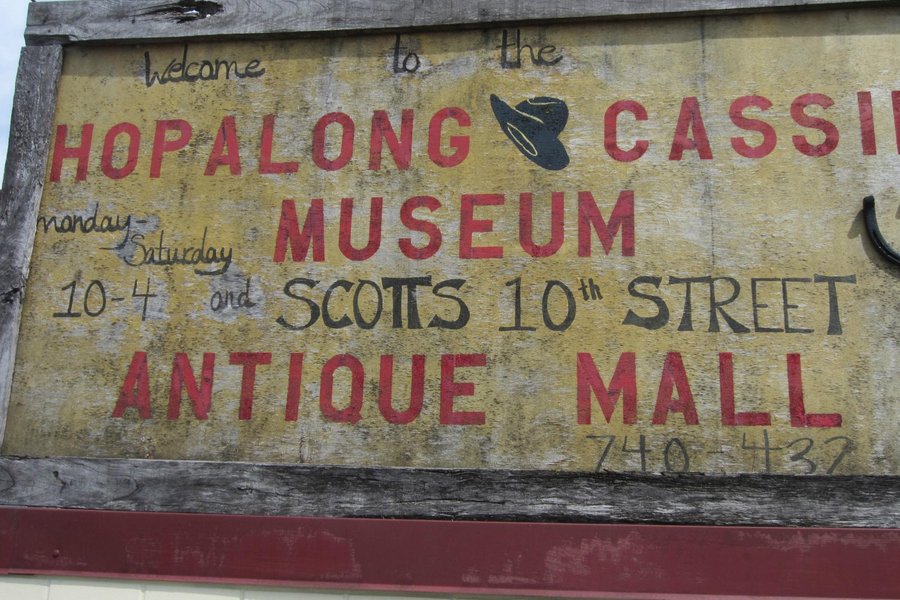 Welcome to the
HOPALONG CASSI
MUSEUM
monday-
Saturday
10-4 and SCOTTS 10th STREET
ANTIQUE MALL
740-432